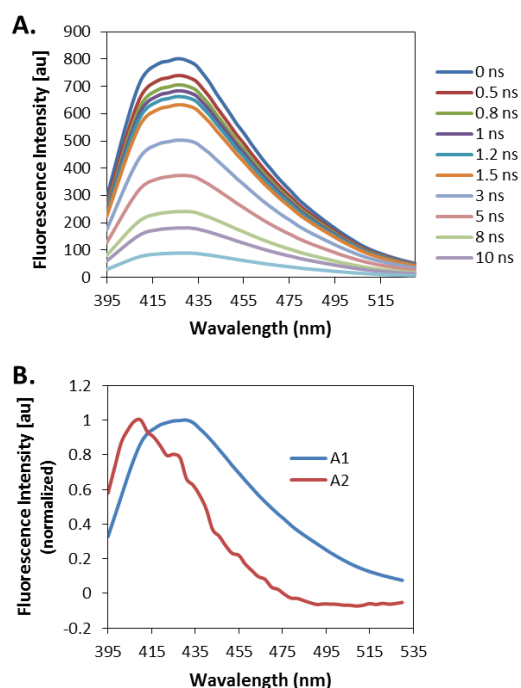 A.
Fluorescence Intensity [au]
900
800
700
600
500
400
300
200
100
0
395 415 435 455 475 495 515
Wavelength (nm)
0 ns
0.5 ns
0.8 ns
1 ns
1.2 ns
1.5 ns
3 ns
5 ns
8 ns
10 ns
B.
Fluorescence Intensity [au]
(normalized)
1.2
1
0.8
0.6
0.4
0.2
0
-0.2
395 415 435 455 475 495 515 535
Wavelength (nm)
A1
A2